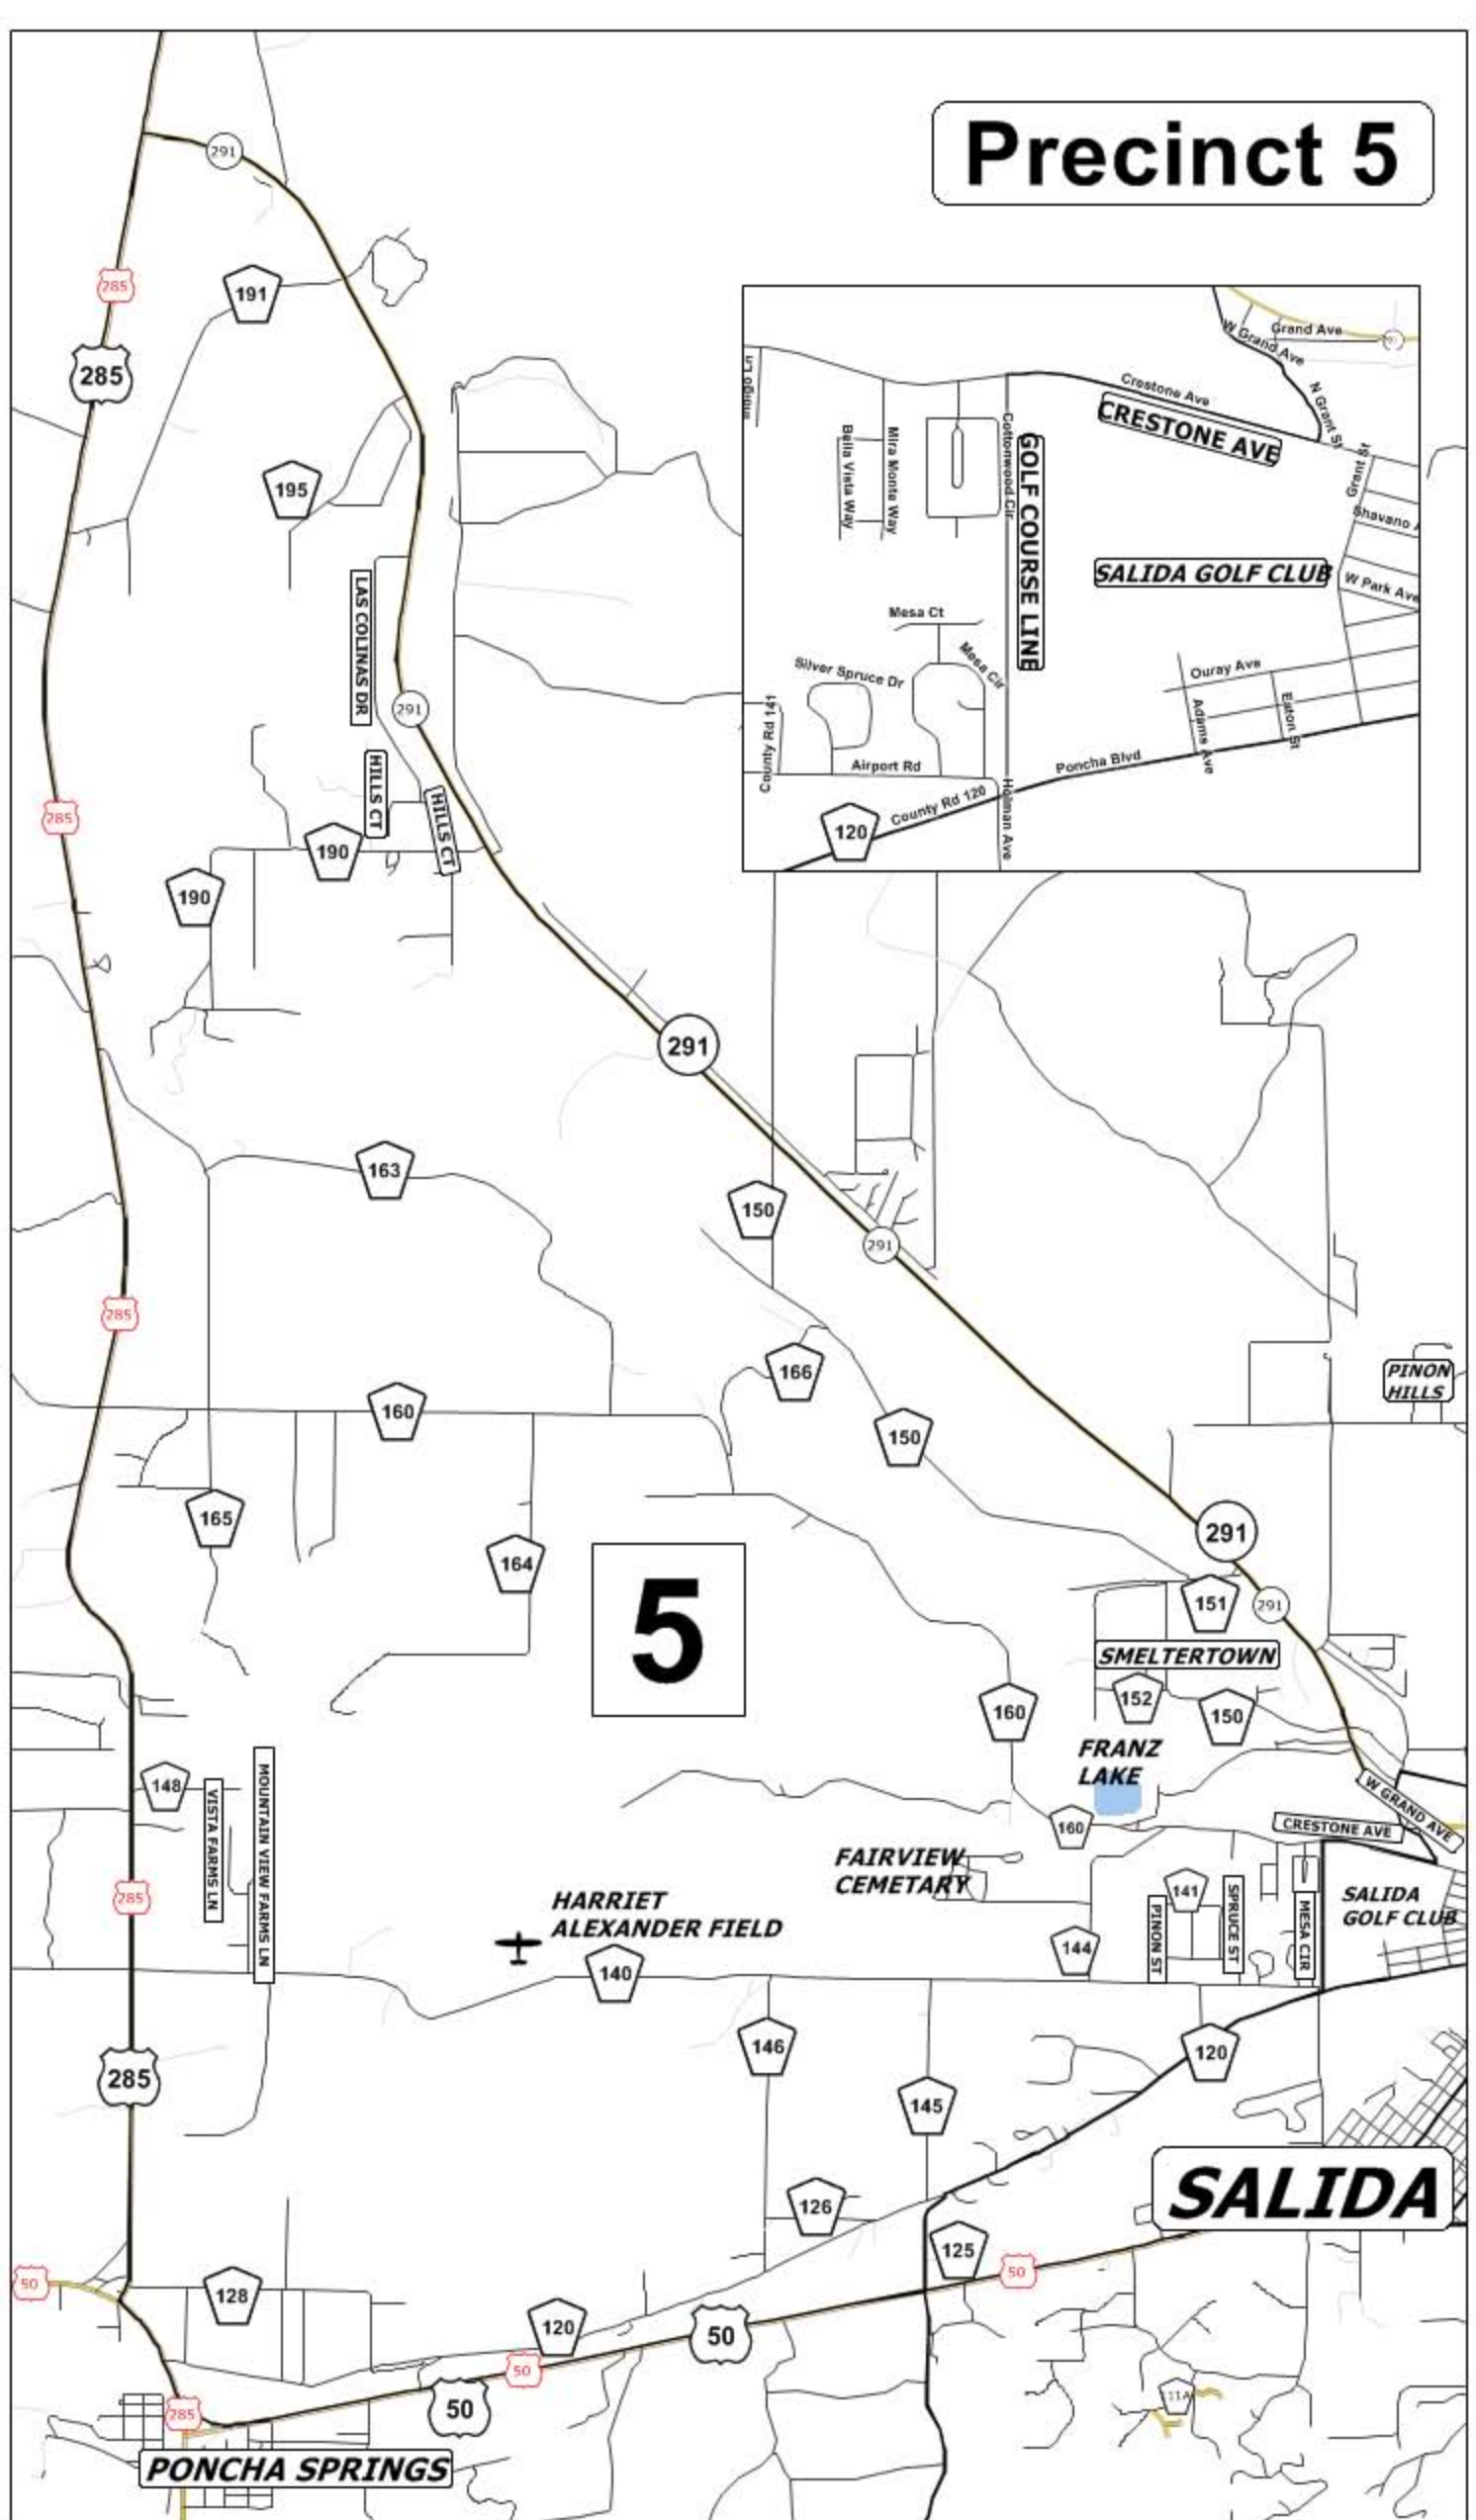 Precinct 5
291
285
191
285
Grand Ave
W Grand Ave
Crestone Ave
N Grant St
CRESTONE AVE
Cottonwood Cir
GOLF COURSE LINE
Bella Vista Way
Mira Monte Way
Grant St
Shavano
SALIDA GOLF CLUB
W Park Ave
195
LAS COLINAS DR
Mesa Ct
Mesa Cir
Silver Spruce Dr
Ouray Ave
Adams Ave
Eaton St
County Rd 141
Airport Rd
Poncha Blvd
County Rd 120
Holman Ave
120
291
HILLS CT
HILLS CT
285
190
190
291
163
150
291
285
166
PINON
HILLS
160
150
165
291
164
5
151
291
SMELTERTOWN
152
160
150
FRANZ
LAKE
148
VISTA FARMS LN
MOUNTAIN VIEW FARMS LN
W GRAND AVE
160
CRESTONE AVE
FAIRVIEW
CEMETARY
285
HARRIET
ALEXANDER FIELD
141
PINON ST
SPRUCE ST
MESA CIR
SALIDA
GOLF CLUB
144
140
146
120
285
145
SALIDA
126
125
50
50
128
120
50
50
50
285
11A
PONCHA SPRINGS